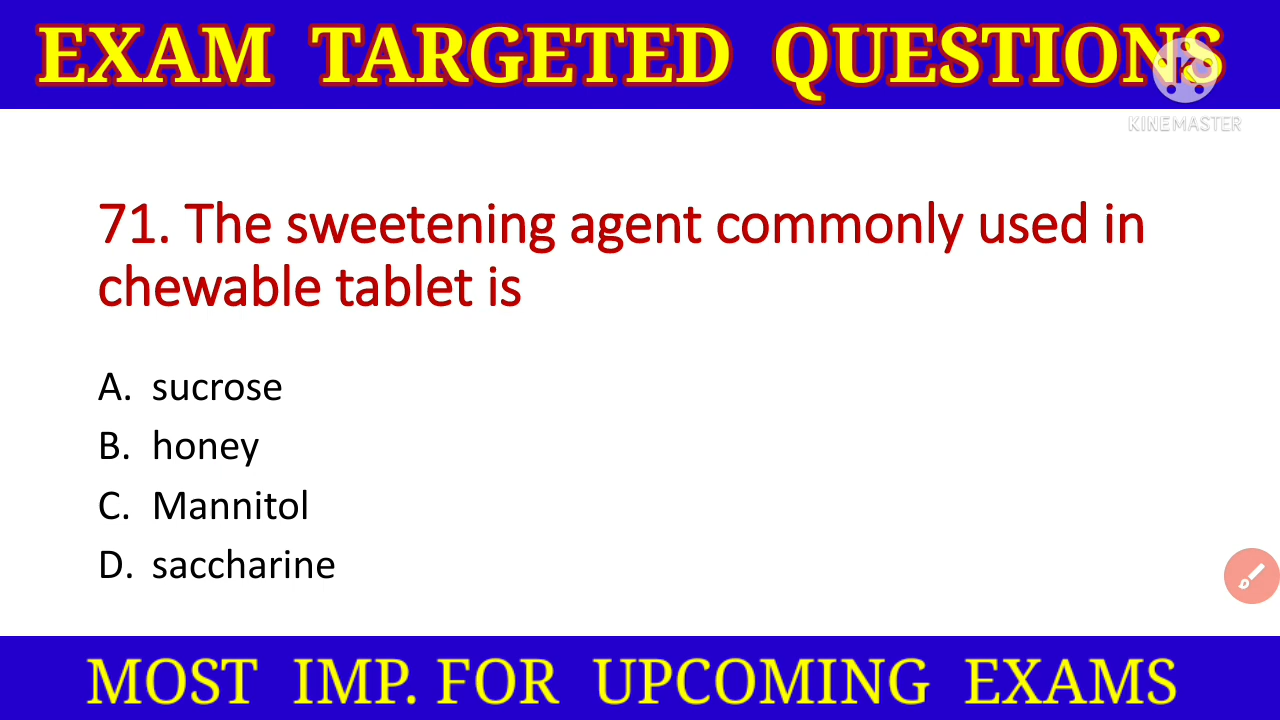 EXAM TARGETED QUESTIONS
K
KINEMASTER
71. The sweetening agent commonly used in
chewable tablet is
A. sucrose
B. honey
C. Mannitol
D. saccharine
MOST IMP. FOR UPCOMING EXAMS